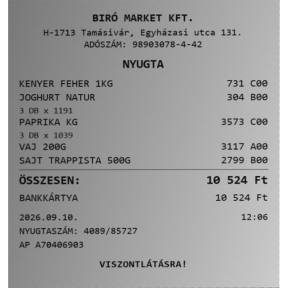 BIRÓ MARKET KFT.
H-1713 Tamásivár, Egyházasi utca 131.
ADÓSZÁM: 98903078-4-42
NYUGTA
KENYER FEHER 1KG 731 C00
JOGHURT NATUR 304 B00
3 DB x 1191
PAPRIKA KG 3573 C00
3 DB x 1039
VAJ 200G 3117 A00
SAJT TRAPPISTA 500G 2799 B00
ÖSSZESEN: 10 524 Ft
BANKKÁRTYA 10 524 Ft
2026.09.10. 12:06
NYUGTASZÁM: 4089/85727
AP A70406903
VISZONTLÁTÁSRA!